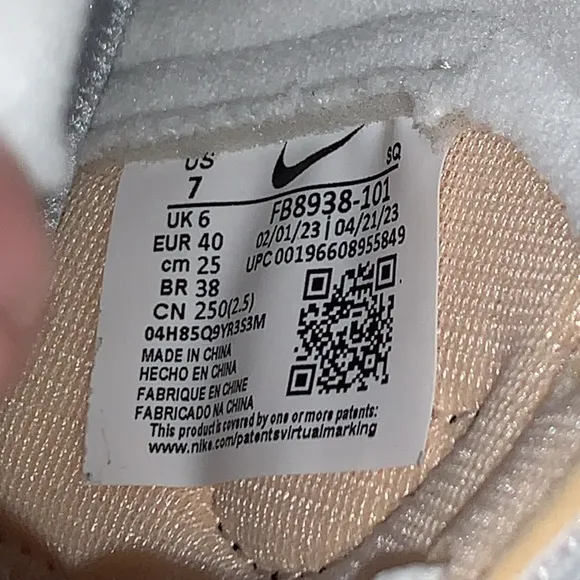 US
7
UK 6
EUR 40
cm 25
BR 38
CN 250(2.5)
04H85Q9YR3S3M
SQ
FB8938-101
02/01/23 | 04/21/23
UPC 00196608955849
MADE IN CHINA
HECHO EN CHINA
FABRIQUE EN CHINE
FABRICADO NA CHINA
This product is covered by one or more patents:
www.nike.com/patentsvirtualmarking